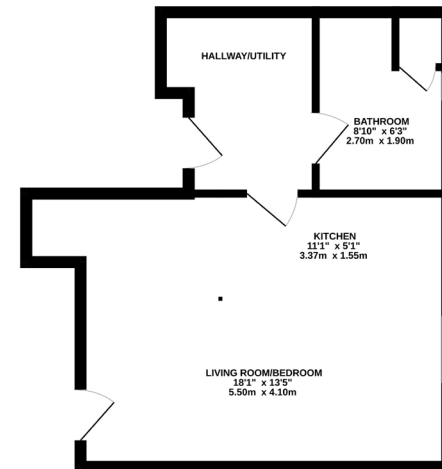 HALLWAY/UTILITY
BATHROOM
8'10" x 6'3"
2.70m x 1.90m
KITCHEN
11'1" x 5'1"
3.37m x 1.55m
LIVING ROOM/BEDROOM
18'1" x 13'5"
5.50m x 4.10m